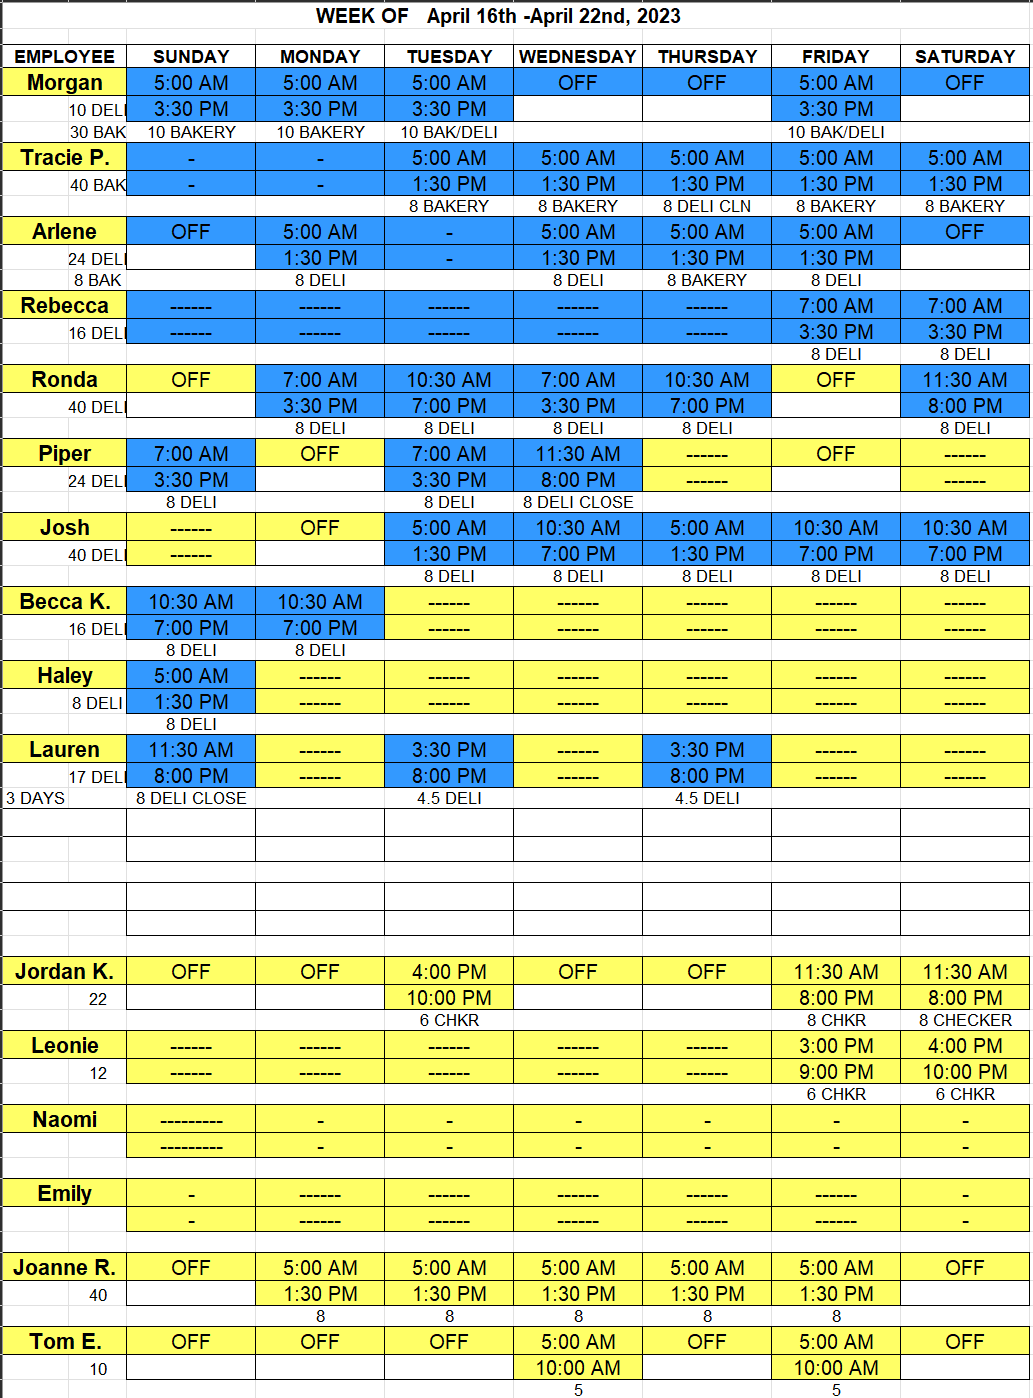 WEEK OF April 16th -April 22nd, 2023
EMPLOYEE SUNDAY MONDAY TUESDAY WEDNESDAY THURSDAY FRIDAY SATURDAY
Morgan 5:00 AM 5:00 AM 5:00 AM OFF OFF 5:00 AM OFF
10 DELI 3:30 PM 3:30 PM 3:30 PM 3:30 PM
30 BAK 10 BAKERY 10 BAKERY 10 BAK/DELI 10 BAK/DELI
Tracie P. - - 5:00 AM 5:00 AM 5:00 AM 5:00 AM 5:00 AM
40 BAK - - 1:30 PM 1:30 PM 1:30 PM 1:30 PM 1:30 PM
8 BAKERY 8 BAKERY 8 DELI CLN 8 BAKERY 8 BAKERY
Arlene OFF 5:00 AM - 5:00 AM 5:00 AM 5:00 AM OFF
24 DELI 1:30 PM - 1:30 PM 1:30 PM 1:30 PM
8 BAK 8 DELI 8 DELI 8 BAKERY 8 DELI
Rebecca ------ ------ ------ ------ ------ 7:00 AM 7:00 AM
16 DELI ------ ------ ------ ------ ------ 3:30 PM 3:30 PM
8 DELI 8 DELI
Ronda OFF 7:00 AM 10:30 AM 7:00 AM 10:30 AM OFF 11:30 AM
40 DELI 3:30 PM 7:00 PM 3:30 PM 7:00 PM 8:00 PM
8 DELI 8 DELI 8 DELI 8 DELI 8 DELI
Piper 7:00 AM OFF 7:00 AM 11:30 AM ------ OFF ------
24 DELI 3:30 PM 3:30 PM 8:00 PM ------ ------
8 DELI 8 DELI 8 DELI CLOSE
Josh ------ OFF 5:00 AM 10:30 AM 5:00 AM 10:30 AM 10:30 AM
40 DELI ------ 1:30 PM 7:00 PM 1:30 PM 7:00 PM 7:00 PM
8 DELI 8 DELI 8 DELI 8 DELI 8 DELI
Becca K. 10:30 AM 10:30 AM ------ ------ ------ ------ ------
16 DELI 7:00 PM 7:00 PM ------ ------ ------ ------ ------
8 DELI 8 DELI
Haley 5:00 AM ------ ------ ------ ------ ------ ------
8 DELI 1:30 PM ------ ------ ------ ------ ------ ------
8 DELI
Lauren 11:30 AM ------ 3:30 PM ------ 3:30 PM ------ ------
17 DELI 8:00 PM ------ 8:00 PM ------ 8:00 PM ------ ------
3 DAYS 8 DELI CLOSE 4.5 DELI 4.5 DELI
Jordan K. OFF OFF 4:00 PM OFF OFF 11:30 AM 11:30 AM
22 10:00 PM 8:00 PM 8:00 PM
6 CHKR 8 CHKR 8 CHECKER
Leonie ------ ------ ------ ------ ------ 3:00 PM 4:00 PM
12 ------ ------ ------ ------ ------ 9:00 PM 10:00 PM
6 CHKR 6 CHKR
Naomi --------- - - - - - -
--------- - - - - - -
Emily - ------ ------ ------ ------ ------ -
- ------ ------ ------ ------ ------ -
Joanne R. OFF 5:00 AM 5:00 AM 5:00 AM 5:00 AM 5:00 AM OFF
40 1:30 PM 1:30 PM 1:30 PM 1:30 PM 1:30 PM
8 8 8 8 8
Tom E. OFF OFF OFF 5:00 AM OFF 5:00 AM OFF
10 10:00 AM 10:00 AM
5 5